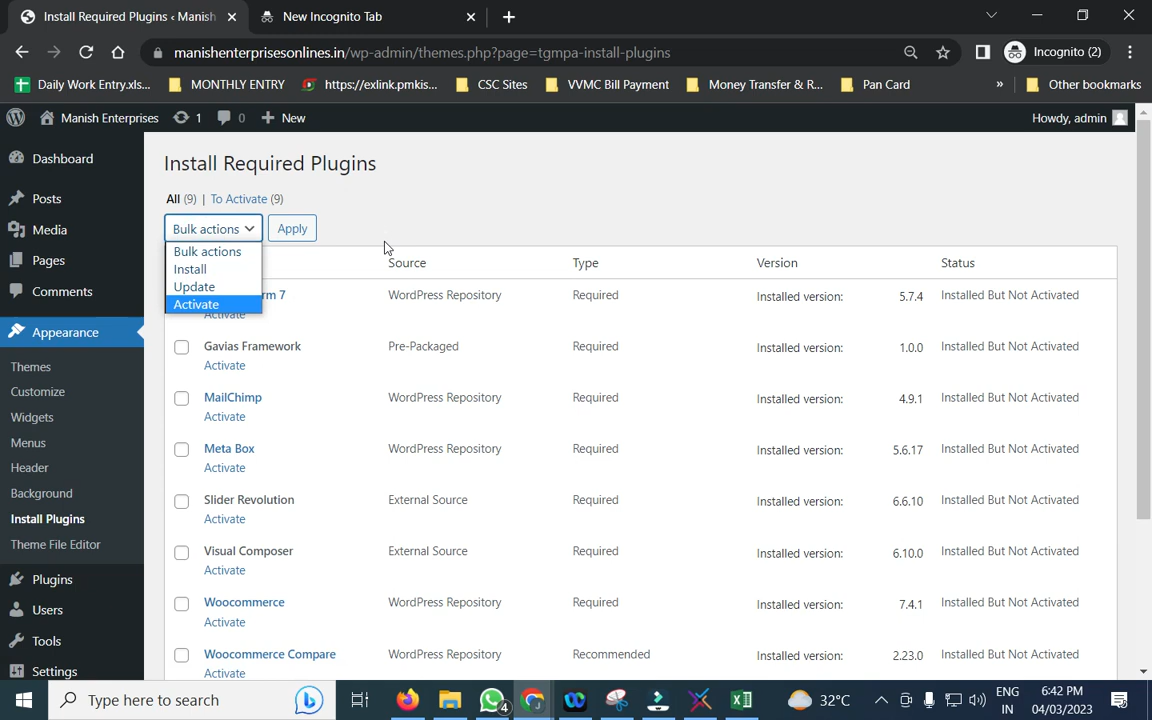 Install Required Plugins ‹ Manish
New Incognito Tab
manishenterprisesonlines.in/wp-admin/themes.php?page=tgmpa-install-plugins
Incognito (2)
Daily Work Entry.xls...
MONTHLY ENTRY
https://exlink.pmkis...
CSC Sites
VVMC Bill Payment
Money Transfer & R...
Pan Card
»
Other bookmarks
Manish Enterprises
1
0
New
Howdy, admin
Dashboard
Posts
Media
Pages
Comments
Appearance
Themes
Customize
Widgets
Menus
Header
Background
Install Plugins
Theme File Editor
Plugins
Users
Tools
Settings
Install Required Plugins
All (9) | To Activate (9)
Bulk actions
Apply
Bulk actions
Install
Update
Activate
Source Type Version Status
rm 7 WordPress Repository Required Installed version: 5.7.4 Installed But Not Activated
Activate
Gavias Framework Pre-Packaged Required Installed version: 1.0.0 Installed But Not Activated
Activate
MailChimp WordPress Repository Required Installed version: 4.9.1 Installed But Not Activated
Activate
Meta Box WordPress Repository Required Installed version: 5.6.17 Installed But Not Activated
Activate
Slider Revolution External Source Required Installed version: 6.6.10 Installed But Not Activated
Activate
Visual Composer External Source Required Installed version: 6.10.0 Installed But Not Activated
Activate
Woocommerce WordPress Repository Required Installed version: 7.4.1 Installed But Not Activated
Activate
Woocommerce Compare WordPress Repository Recommended Installed version: 2.23.0 Installed But Not Activated
Activate
Type here to search
4
32°C
ENG
IN
6:42 PM
04/03/2023